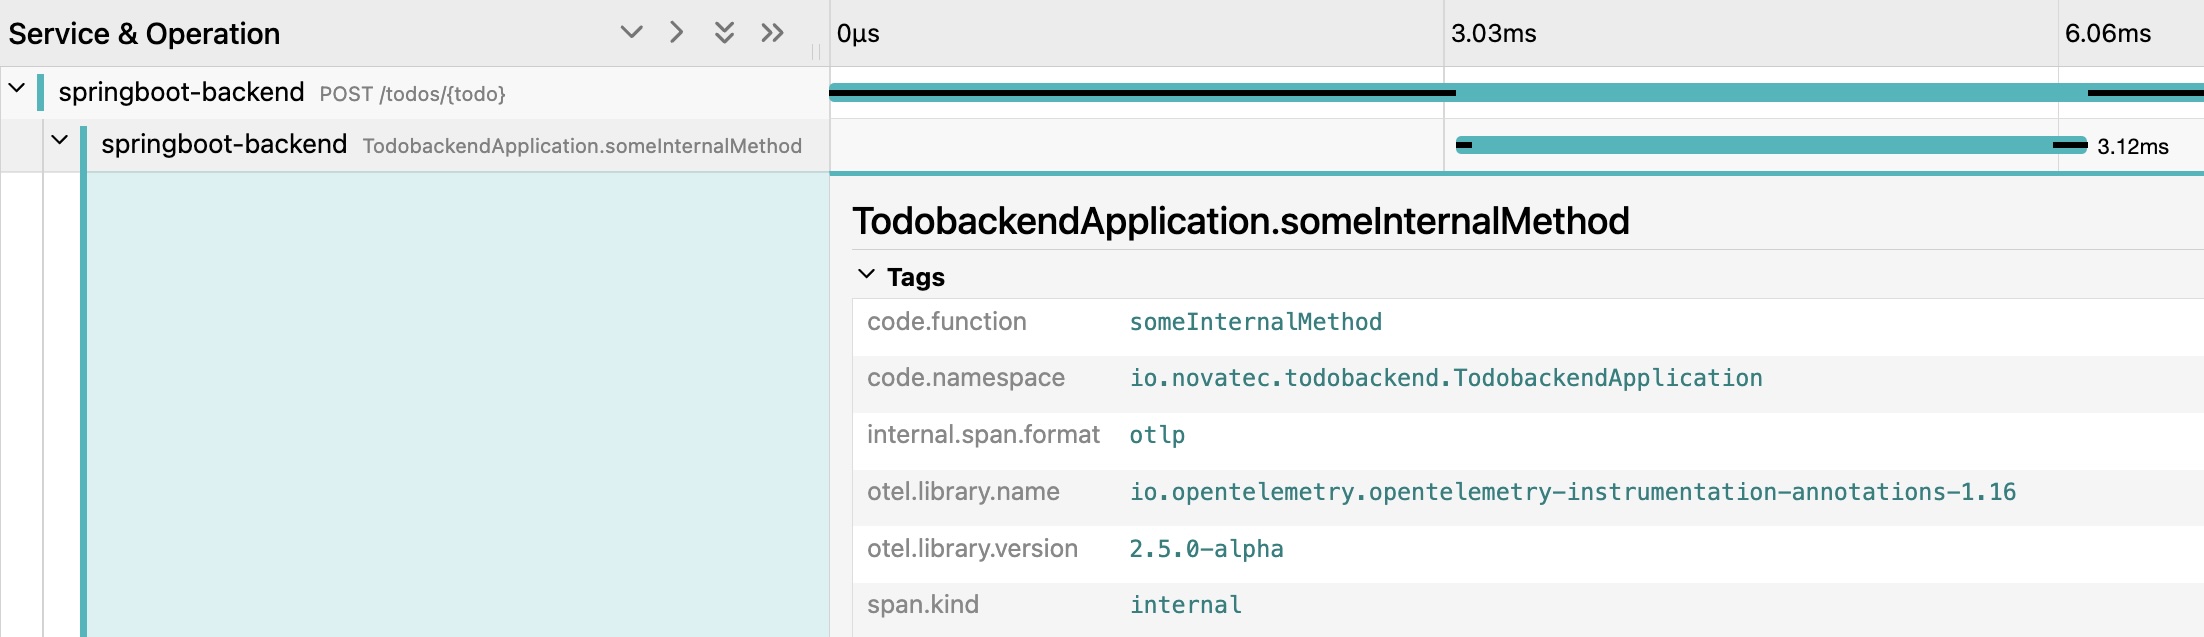 Service & Operation 0μs 3.03ms 6.06ms
springboot-backend POST /todos/{todo}
springboot-backend TodobackendApplication.someInternalMethod 3.12ms
TodobackendApplication.someInternalMethod
Tags
code.function someInternalMethod
code.namespace io.novatec.todobackend.TodobackendApplication
internal.span.format otlp
otel.library.name io.opentelemetry.opentelemetry-instrumentation-annotations-1.16
otel.library.version 2.5.0-alpha
span.kind internal